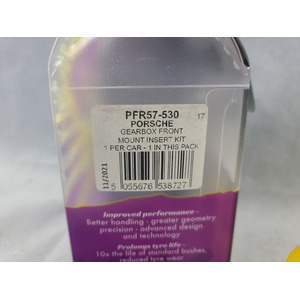 PFR57-530
17
PORSCHE
GEARBOX FRONT
MOUNT INSERT KIT
1 PER CAR - 1 IN THIS PACK
11/2021
5 055676 538727
Improved performance -
Better handling - greater geometry
precision - advanced design
and technology
Prolongs tyre life -
10x the life of standard bushes,
reduced tyre wear